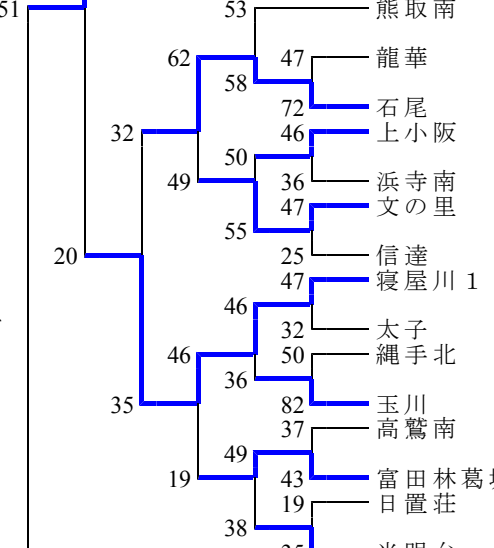 51
53 熊取南
62
47 龍華
58
72 石尾
32
46 上小阪
50
49
36 浜寺南
47 文の里
55
20
25 信達
47 寝屋川1
46
32 太子
46
50 縄手北
36
35
82 玉川
37 高鷲南
49
19
43 富田林葛
19 日置荘
38